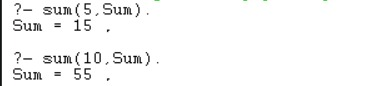 ?- sum(5,Sum).
Sum = 15 .
?- sum(10,Sum).
Sum = 55 .